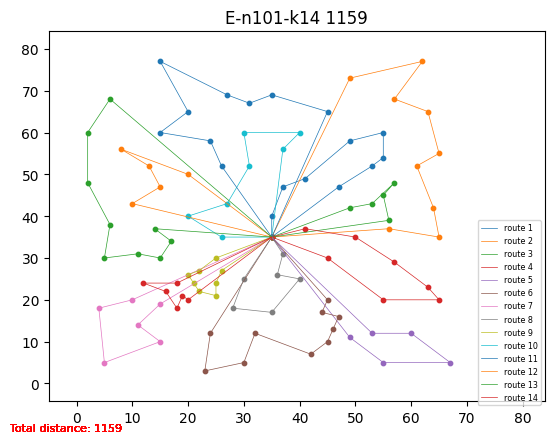 E-n101-k14 1159
80
70
60
50
40
30
20
10
0
0 10 20 30 40 50 60 70 80
route 1
route 2
route 3
route 4
route 5
route 6
route 7
route 8
route 9
route 10
route 11
route 12
route 13
route 14
Total distance: 1159